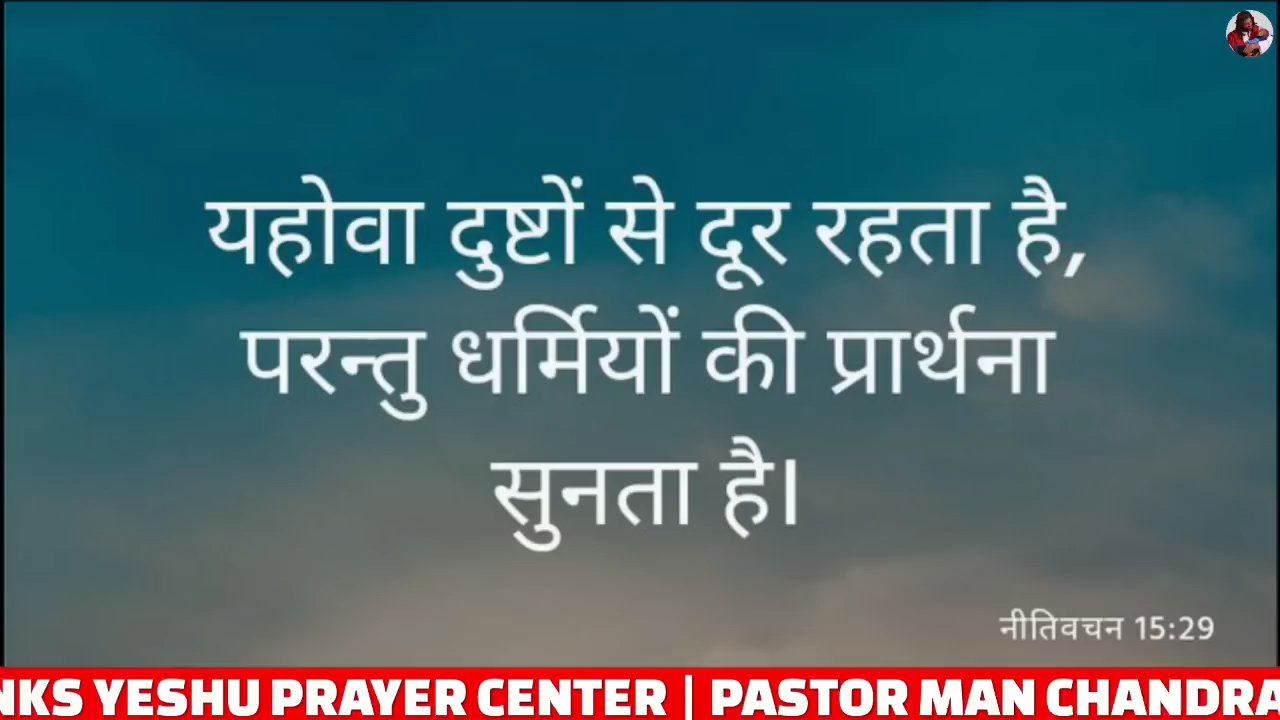 यहोवा दुष्टों से दूर रहता है,
परन्तु धर्मियों की प्रार्थना
सुनता है।
नीतिवचन 15:29
NKS YESHU PRAYER CENTER | PASTOR MAN CHANDRA